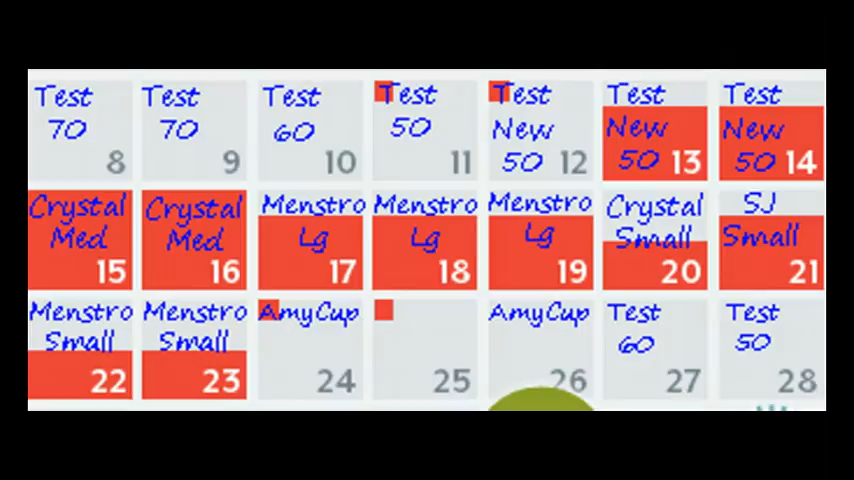 Test
70
8
Test
70
9
Test
60
10
Test
50
11
Test
New
50
12
Test
New
50
13
Test
New
50
14
Crystal
Med
15
Crystal
Med
16
Menstro
Lg
17
Menstro
Lg
18
Menstro
Lg
19
Crystal
Small
20
SJ
Small
21
Menstro
Small
22
Menstro
Small
23
AmyCup
24
25
AmyCup
26
Test
60
27
Test
50
28